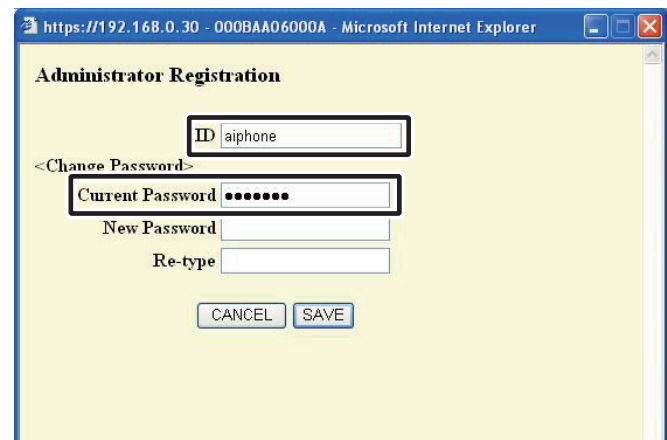 https://192.168.0.30 - 000BAA06000A - Microsoft Internet Explorer
Administrator Registration
ID aiphone
<Change Password>
Current Password ●●●●●●●
New Password
Re-type
CANCEL SAVE